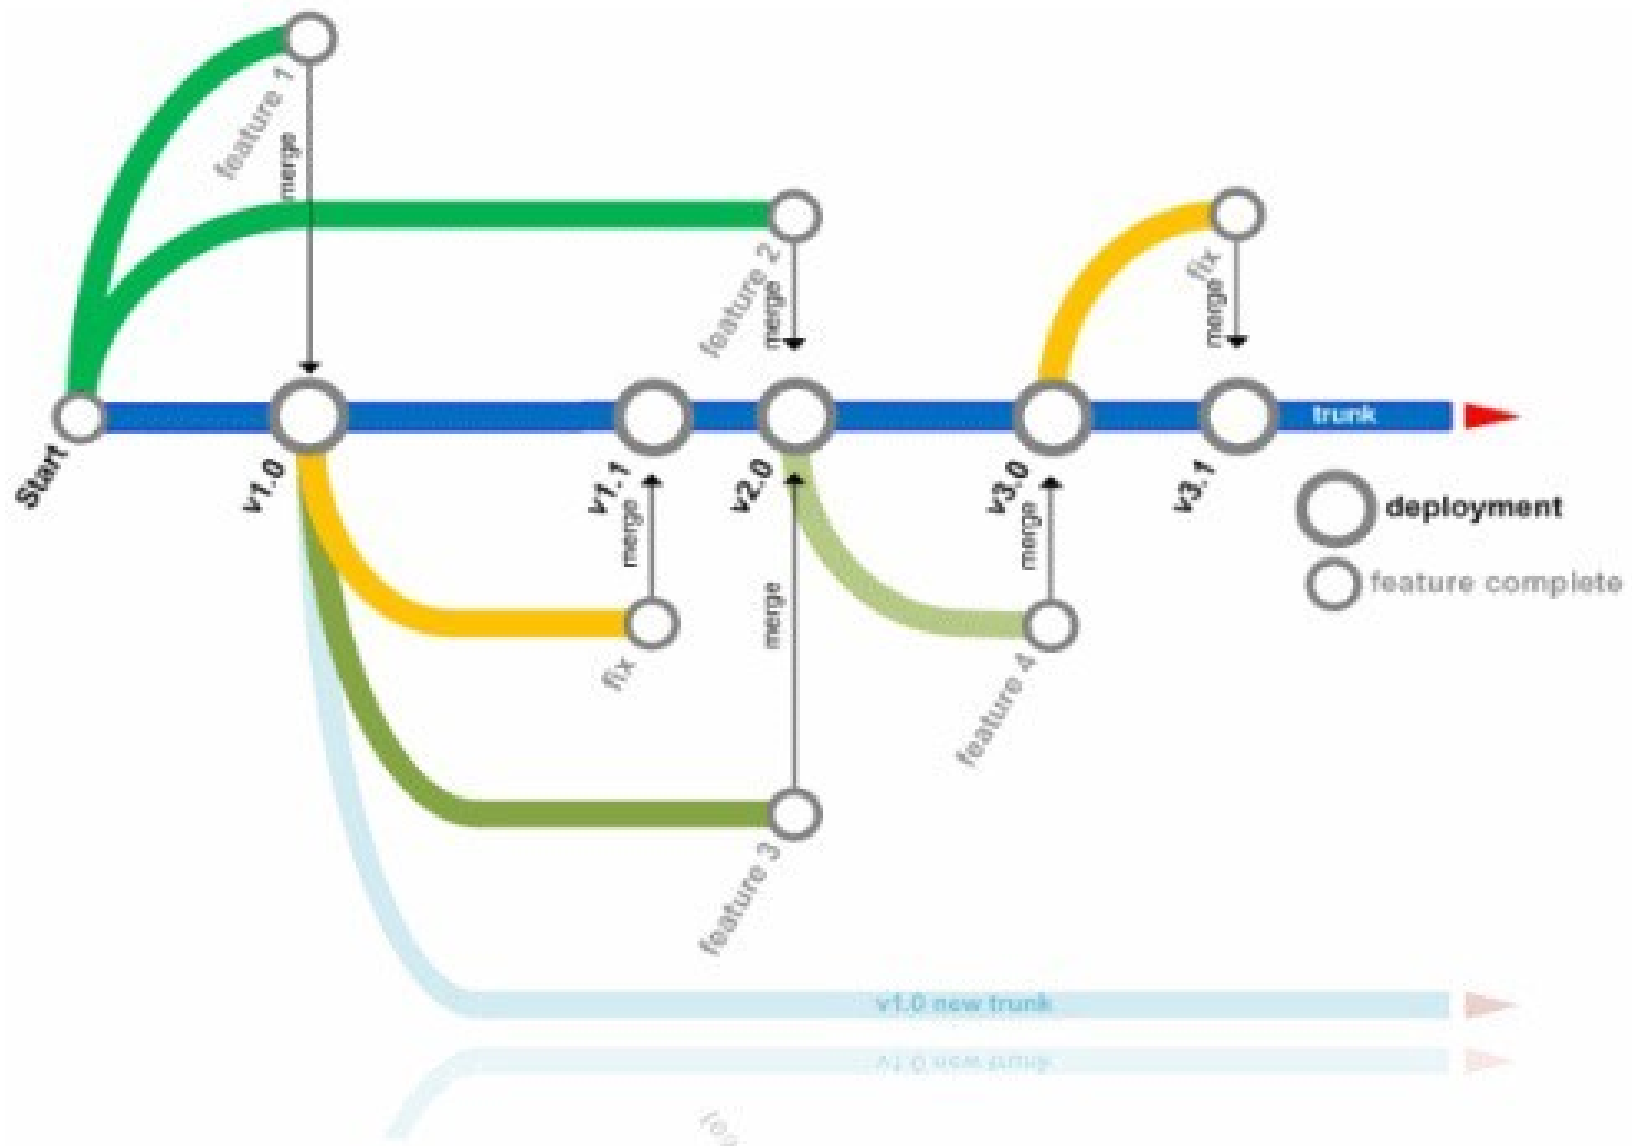 feature 1
merge
feature 2
merge
fix
merge
trunk
Start
v1.0
v1.1
v2.0
v3.0
v3.1
deployment
merge
merge
merge
feature complete
fix
feature 4
feature 3
v1.0 new trunk